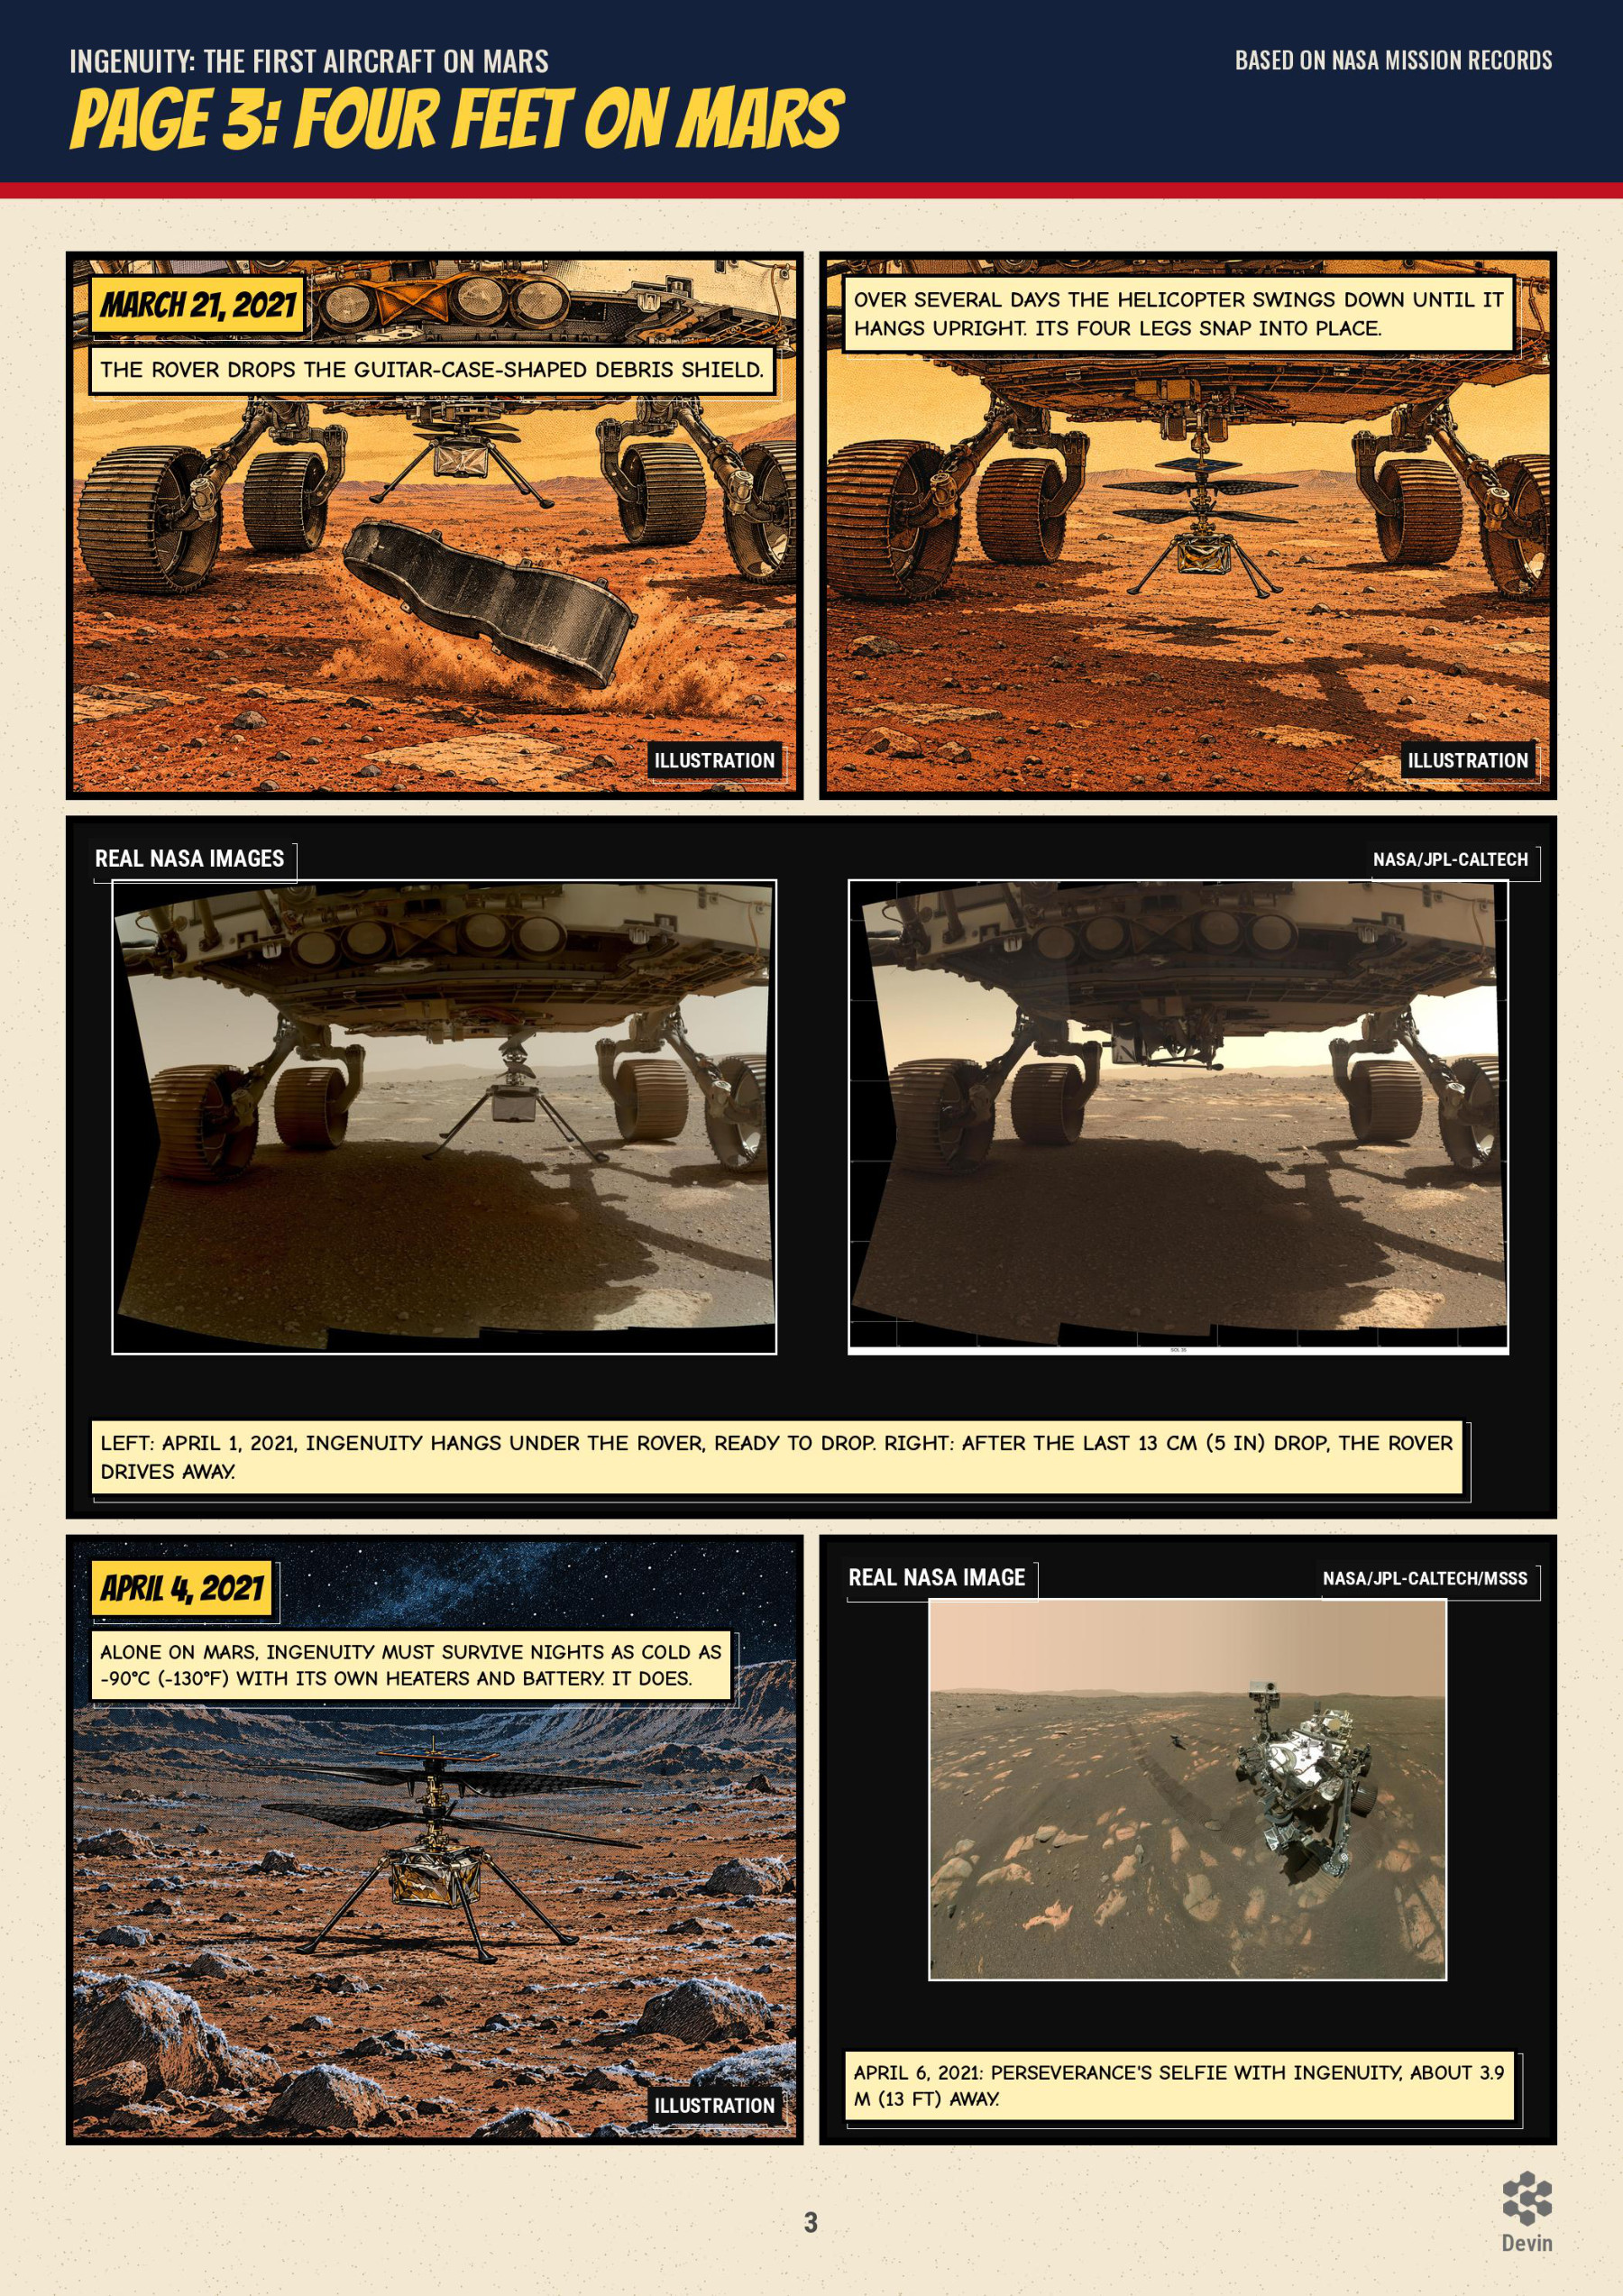 INGENUITY: THE FIRST AIRCRAFT ON MARS
BASED ON NASA MISSION RECORDS
PAGE 3: FOUR FEET ON MARS
MARCH 21, 2021
THE ROVER DROPS THE GUITAR-CASE-SHAPED DEBRIS SHIELD.
ILLUSTRATION
OVER SEVERAL DAYS THE HELICOPTER SWINGS DOWN UNTIL IT
HANGS UPRIGHT. ITS FOUR LEGS SNAP INTO PLACE.
ILLUSTRATION
REAL NASA IMAGES
NASA/JPL-CALTECH
SOL 35
LEFT: APRIL 1, 2021, INGENUITY HANGS UNDER THE ROVER, READY TO DROP. RIGHT: AFTER THE LAST 13 CM (5 IN) DROP, THE ROVER
DRIVES AWAY.
APRIL 4, 2021
ALONE ON MARS, INGENUITY MUST SURVIVE NIGHTS AS COLD AS
-90°C (-130°F) WITH ITS OWN HEATERS AND BATTERY. IT DOES.
ILLUSTRATION
REAL NASA IMAGE
NASA/JPL-CALTECH/MSSS
APRIL 6, 2021: PERSEVERANCE'S SELFIE WITH INGENUITY, ABOUT 3.9
M (13 FT) AWAY.
3
Devin